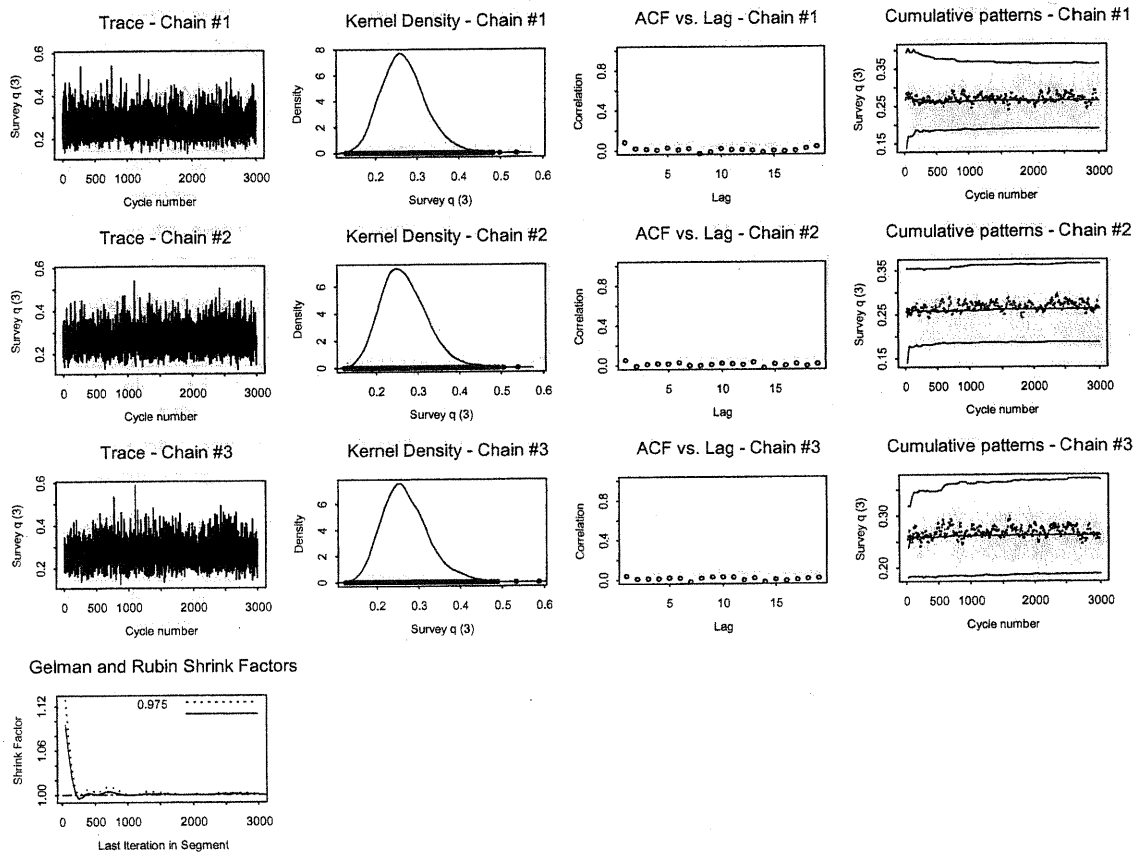 Trace - Chain #1
Kernel Density - Chain #1
ACF vs. Lag - Chain #1
Cumulative patterns - Chain #1
Survey q (3)
0.2 0.4 0.6
0 500 1000 2000 3000
Cycle number
Density
0 2 4 6 8
0.2 0.3 0.4 0.5 0.6
Survey q (3)
Correlation
0.0 0.4 0.8
5 10 15
Lag
Survey q (3)
0.15 0.25 0.35
0 500 1000 2000 3000
Cycle number
Trace - Chain #2
Kernel Density - Chain #2
ACF vs. Lag - Chain #2
Cumulative patterns - Chain #2
Survey q (3)
0.2 0.4 0.6
0 500 1000 2000 3000
Cycle number
Density
0 2 4 6
0.2 0.3 0.4 0.5 0.6
Survey q (3)
Correlation
0.0 0.4 0.8
5 10 15
Lag
Survey q (3)
0.15 0.25 0.35
0 500 1000 2000 3000
Cycle number
Trace - Chain #3
Kernel Density - Chain #3
ACF vs. Lag - Chain #3
Cumulative patterns - Chain #3
Survey q (3)
0.2 0.4 0.6
0 500 1000 2000 3000
Cycle number
Density
0 2 4 6 8
0.2 0.3 0.4 0.5 0.6
Survey q (3)
Correlation
0.0 0.4 0.8
5 10 15
Lag
Survey q (3)
0.20 0.30
0 500 1000 2000 3000
Cycle number
Gelman and Rubin Shrink Factors
0.975
Shrink Factor
1.00 1.06 1.12
0 500 1000 2000 3000
Last Iteration in Segment